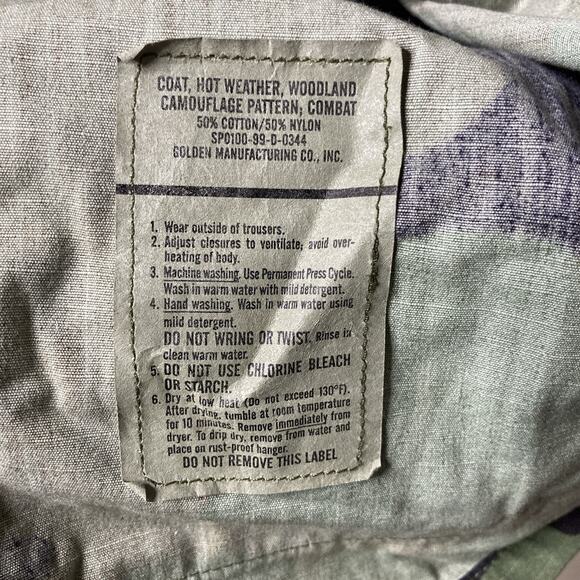 COAT, HOT WEATHER, WOODLAND
CAMOUFLAGE PATTERN, COMBAT
50% COTTON/50% NYLON
SPO100-99-D-0344
GOLDEN MANUFACTURING CO., INC.
1. Wear outside of trousers.
2. Adjust closures to ventilate; avoid over-
heating of body.
3. Machine washing. Use Permanent Press Cycle.
Wash in warm water with mild detergent.
4. Hand washing. Wash in warm water using
mild detergent.
DO NOT WRING OR TWIST. Rinse in
clean warm water.
5. DO NOT USE CHLORINE BLEACH
OR STARCH.
6. Dry at low heat (Do not exceed 130°F).
After drying, tumble at room temperature
for 10 minutes. Remove immediately from
dryer. To drip dry, remove from water and
place on rust-proof hanger.
DO NOT REMOVE THIS LABEL